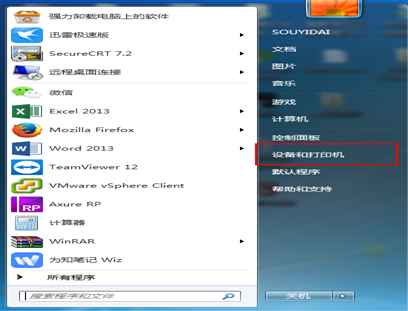 强力卸载电脑上的软件
迅雷极速版
SecureCRT 7.2
远程桌面连接
微信
Excel 2013
Mozilla Firefox
Word 2013
TeamViewer 12
VMware vSphere Client
Axure RP
计算器
WinRAR
为知笔记 Wiz
所有程序
搜索程序和文件
SOUYIDAI
文档
图片
音乐
游戏
计算机
控制面板
设备和打印机
默认程序
帮助和支持
关机